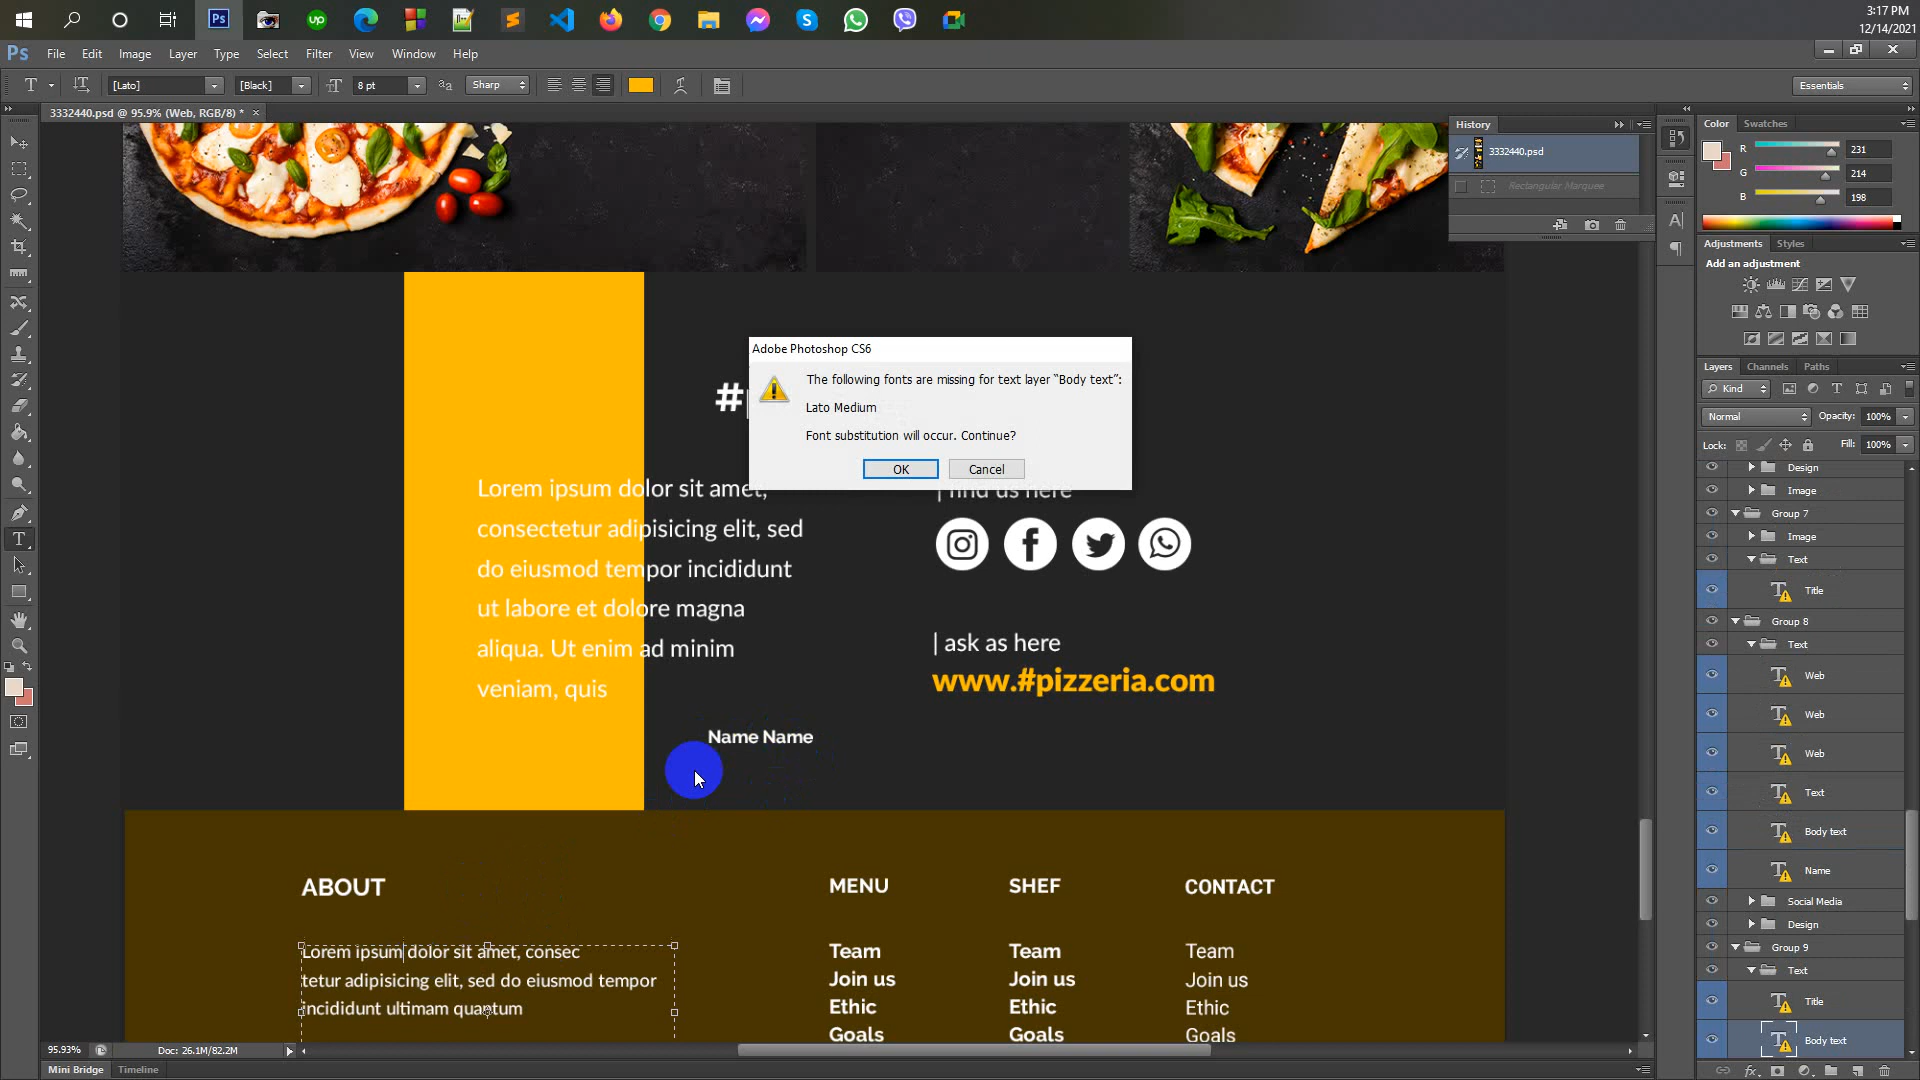 3:17 PM
12/14/2021
Ps
up
Ps File Edit Image Layer Type Select Filter View Window Help
T [Lato] [Black] 8 pt Sharp Essentials
3332440.psd @ 95.9% (Web, RGB/8) * ×
History
3332440.psd
Rectangular Marquee
Color Swatches
R 231
G 214
B 198
Adjustments Styles
Add an adjustment
Layers Channels Paths
Kind
Normal Opacity: 100%
Lock: Fill: 100%
Design
Image
Group 7
Image
Text
Title
Group 8
Text
Web
Web
Web
Text
Body text
Name
Social Media
Design
Group 9
Text
Title
Body text
Adobe Photoshop CS6
The following fonts are missing for text layer “Body text”:
Lato Medium
Font substitution will occur. Continue?
OK Cancel
#
Lorem ipsum dolor sit amet,
consectetur adipisicing elit, sed
do eiusmod tempor incididunt
ut labore et dolore magna
aliqua. Ut enim ad minim
veniam, quis
| find us here
| ask as here
www.#pizzeria.com
Name Name
ABOUT
Lorem ipsum dolor sit amet, consec
tetur adipisicing elit, sed do eiusmod tempor
incididunt ultimam quantum
MENU
Team
Join us
Ethic
Goals
SHEF
Team
Join us
Ethic
Goals
CONTACT
Team
Join us
Ethic
Goals
95.93% Doc: 26.1M/82.2M
Mini Bridge Timeline